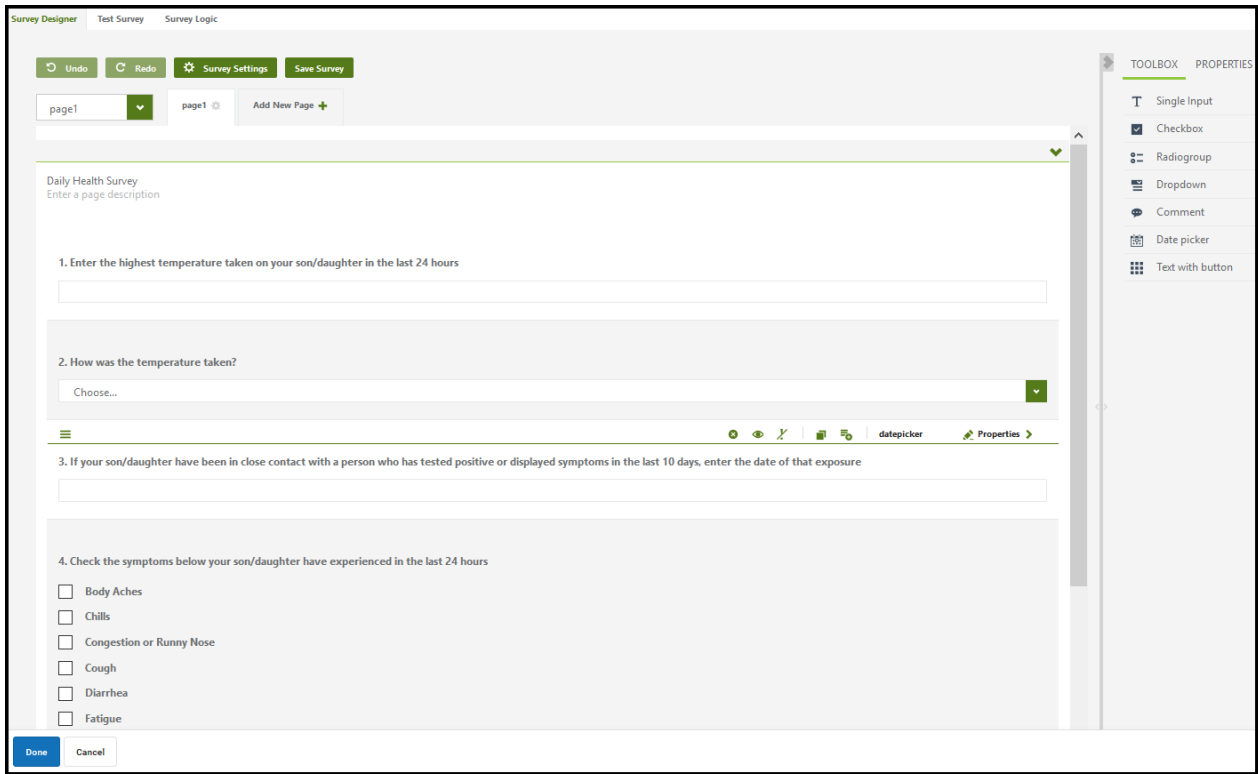 Survey Designer Test Survey Survey Logic
Undo Redo Survey Settings Save Survey
page1 page1 Add New Page
Daily Health Survey
Enter a page description
1. Enter the highest temperature taken on your son/daughter in the last 24 hours
2. How was the temperature taken?
Choose...
datepicker Properties
3. If your son/daughter have been in close contact with a person who has tested positive or displayed symptoms in the last 10 days, enter the date of that exposure
4. Check the symptoms below your son/daughter have experienced in the last 24 hours
Body Aches
Chills
Congestion or Runny Nose
Cough
Diarrhea
Fatigue
Done Cancel
TOOLBOX PROPERTIES
Single Input
Checkbox
Radiogroup
Dropdown
Comment
Date picker
Text with button